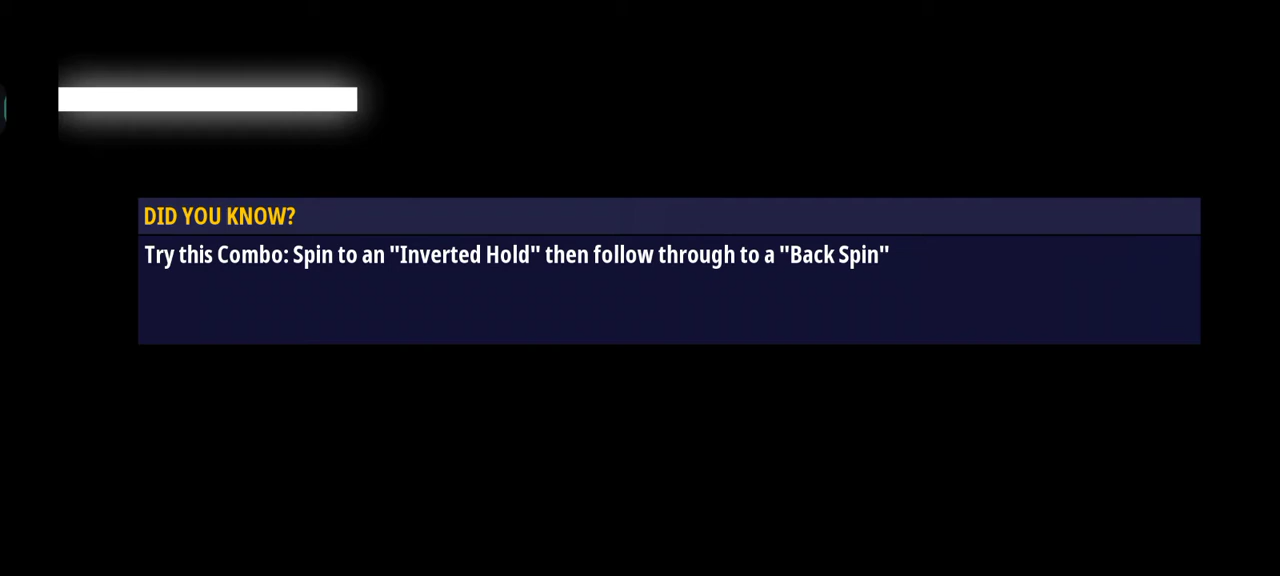 DID YOU KNOW?
Try this Combo: Spin to an "Inverted Hold" then follow through to a "Back Spin"